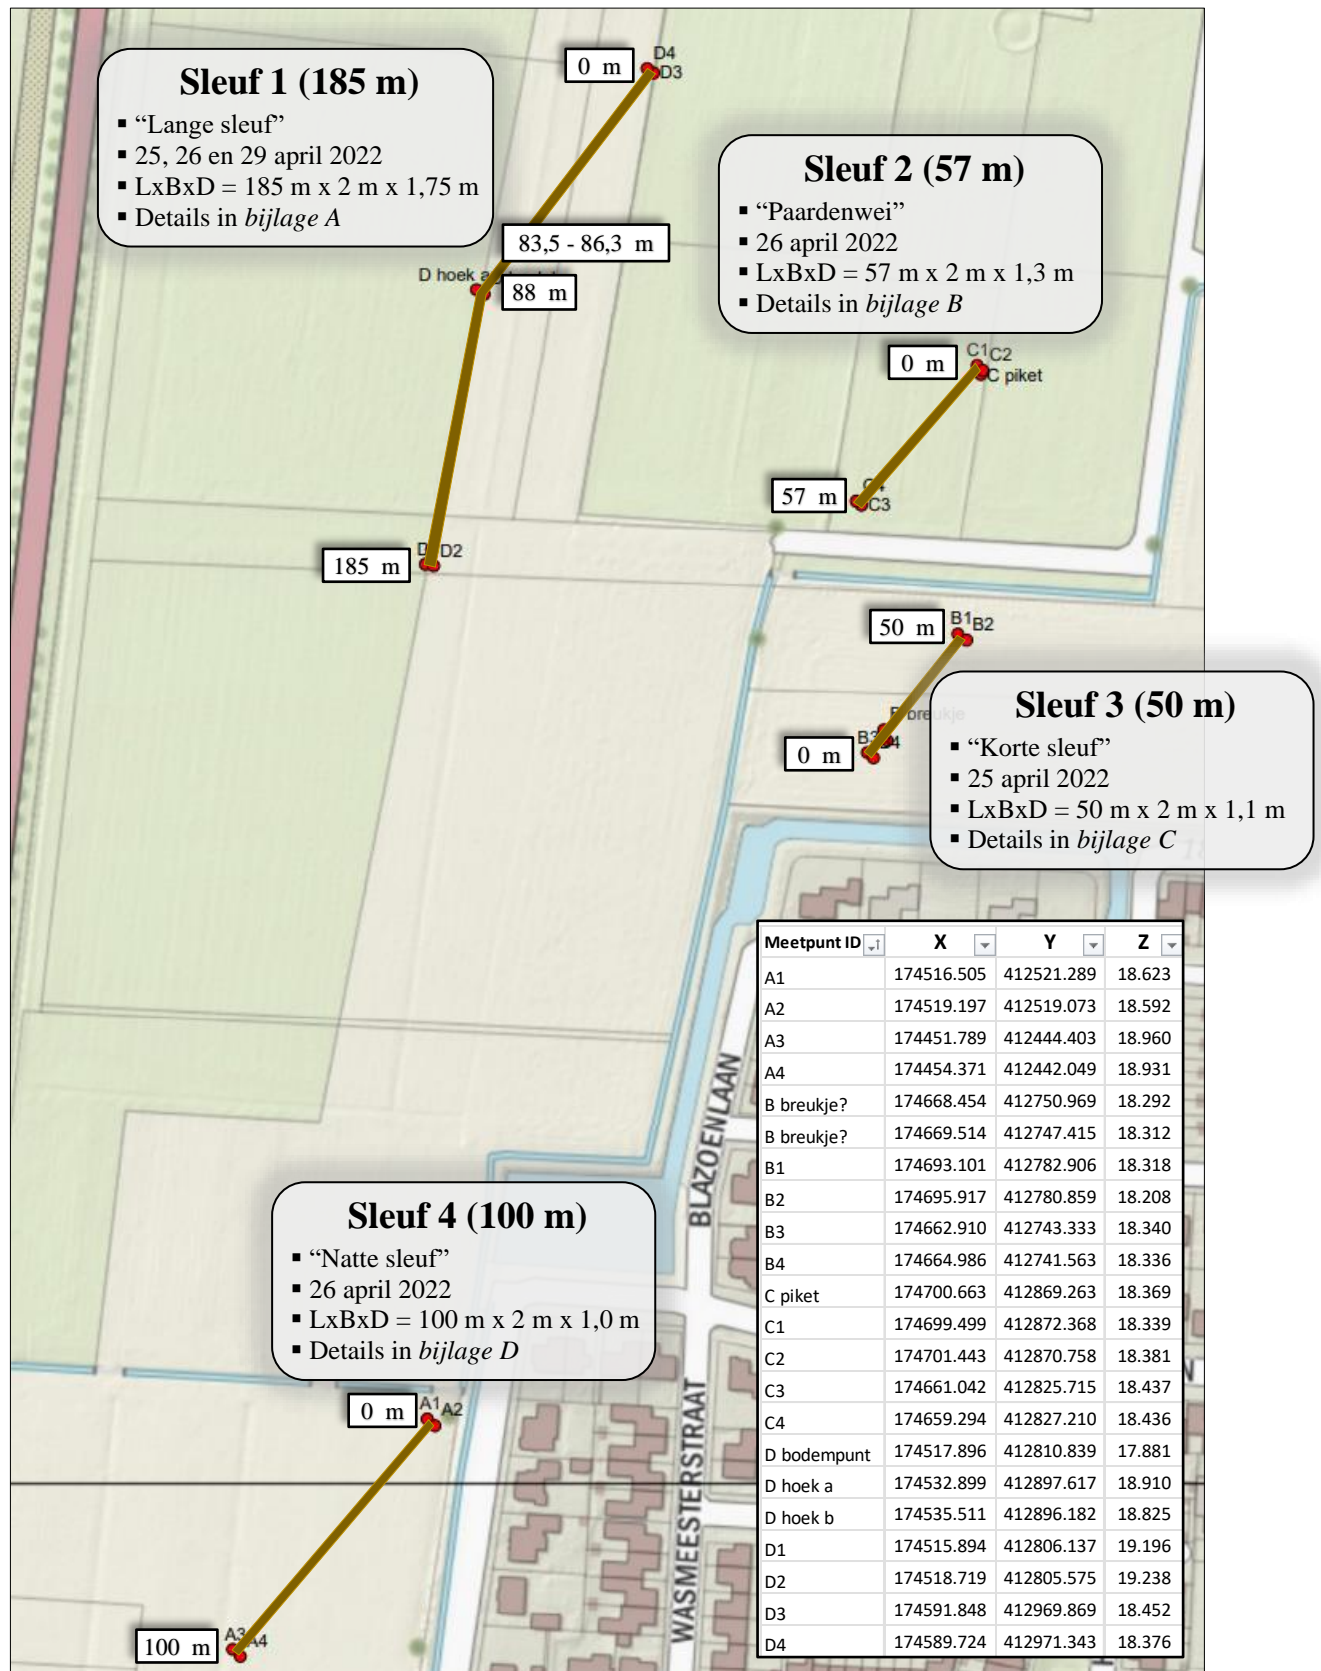 D4
0 m
D3
Sleuf 1 (185 m)
▪ “Lange sleuf”
▪ 25, 26 en 29 april 2022
▪ LxBxD = 185 m x 2 m x 1,75 m
▪ Details in bijlage A
Sleuf 2 (57 m)
▪ “Paardenwei”
▪ 26 april 2022
▪ LxBxD = 57 m x 2 m x 1,3 m
▪ Details in bijlage B
83,5 - 86,3 m
D hoek a
88 m
C1 C2
0 m
C piket
57 m
C3
D2
185 m
B1 B2
50 m
Sleuf 3 (50 m)
▪ “Korte sleuf”
▪ 25 april 2022
▪ LxBxD = 50 m x 2 m x 1,1 m
▪ Details in bijlage C
B breukje
B3
0 m
Meetpunt ID X Y Z
A1 174516.505 412521.289 18.623
A2 174519.197 412519.073 18.592
A3 174451.789 412444.403 18.960
A4 174454.371 412442.049 18.931
B breukje? 174668.454 412750.969 18.292
B breukje? 174669.514 412747.415 18.312
B1 174693.101 412782.906 18.318
B2 174695.917 412780.859 18.208
B3 174662.910 412743.333 18.340
B4 174664.986 412741.563 18.336
C piket 174700.663 412869.263 18.369
C1 174699.499 412872.368 18.339
C2 174701.443 412870.758 18.381
C3 174661.042 412825.715 18.437
C4 174659.294 412827.210 18.436
D bodempunt 174517.896 412810.839 17.881
D hoek a 174532.899 412897.617 18.910
D hoek b 174535.511 412896.182 18.825
D1 174515.894 412806.137 19.196
D2 174518.719 412805.575 19.238
D3 174591.848 412969.869 18.452
D4 174589.724 412971.343 18.376
BLAZOENLAAN
Sleuf 4 (100 m)
▪ “Natte sleuf”
▪ 26 april 2022
▪ LxBxD = 100 m x 2 m x 1,0 m
▪ Details in bijlage D
A1 A2
0 m
WASMEESTERSTRAAT
A3 A4
100 m